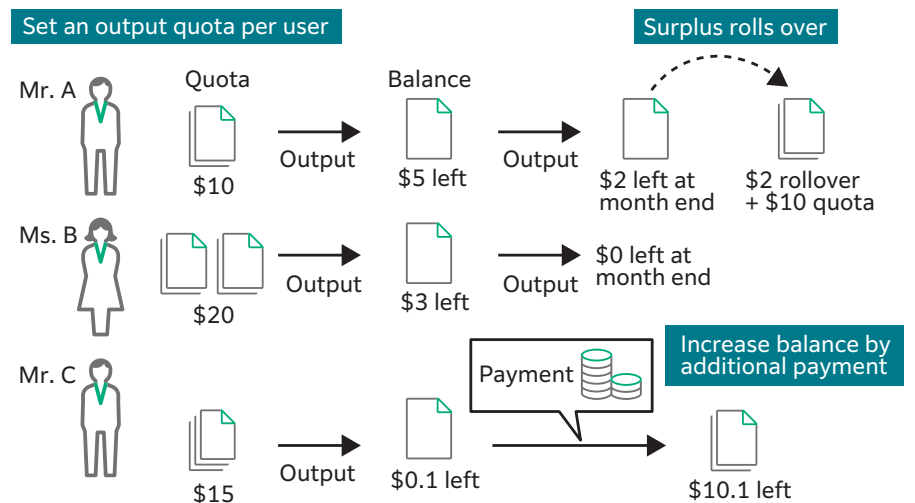 Set an output quota per user
Surplus rolls over
Mr. A
Quota
Balance
Output
Output
$10
$5 left
$2 left at
month end
$2 rollover
+ $10 quota
Ms. B
Output
Output
$0 left at
month end
$20
$3 left
Increase balance by
additional payment
Mr. C
Payment
Output
$15
$0.1 left
$10.1 left